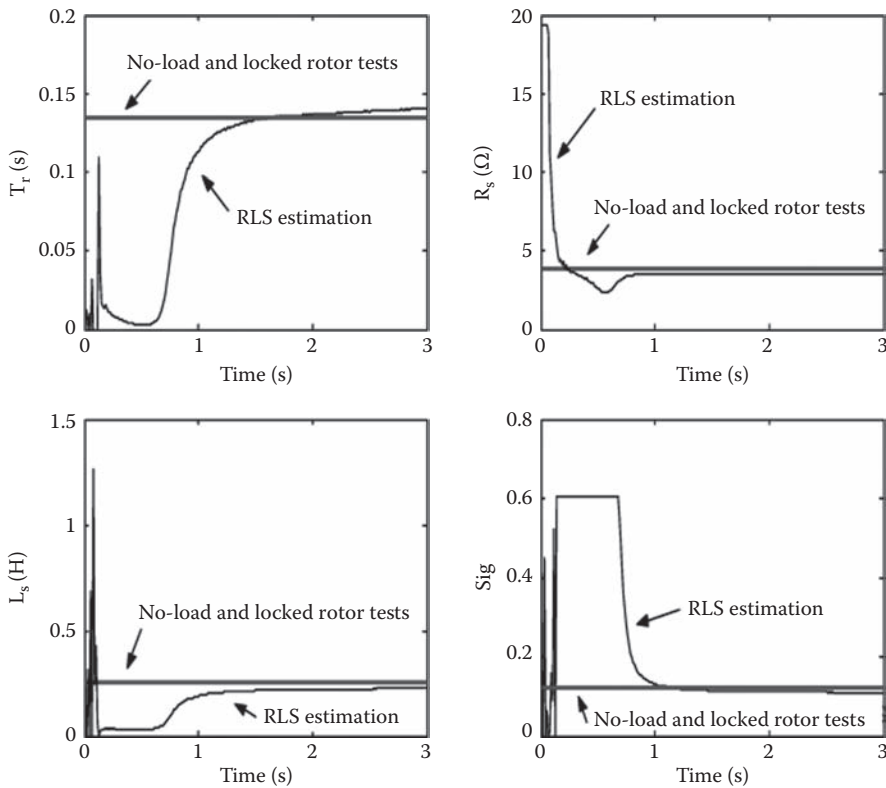 0.2
No-load and locked rotor tests
0.15
0.1
T_r (s)
RLS estimation
0.05
0
0 1 2 3
Time (s)
20
RLS estimation
15
R_s (Ω)
10
No-load and locked rotor tests
5
0
0 1 2 3
Time (s)
1.5
1
L_s (H)
No-load and locked rotor tests
0.5
RLS estimation
0
0 1 2 3
Time (s)
0.8
0.6
Sig
0.4
RLS estimation
0.2
No-load and locked rotor tests
0
0 1 2 3
Time (s)